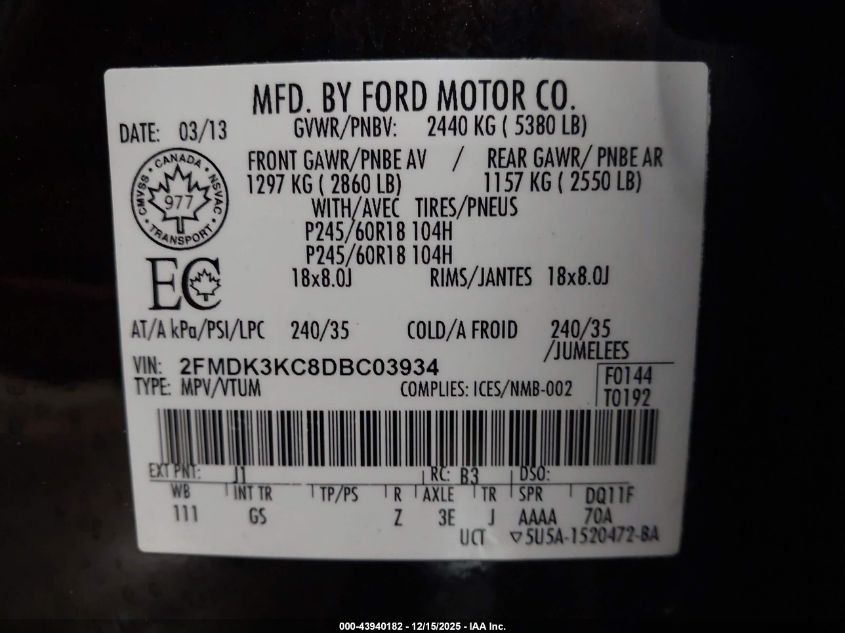 MFD. BY FORD MOTOR CO.
DATE: 03/13 GVWR/PNBV: 2440 KG ( 5380 LB)
FRONT GAWR/PNBE AV / REAR GAWR/ PNBE AR
1297 KG ( 2860 LB) 1157 KG ( 2550 LB)
WITH/AVEC TIRES/PNEUS
P245/60R18 104H
P245/60R18 104H
18x8.0J RIMS/JANTES 18x8.0J
CANADA
CMVSS 977 NSVAC
TRANSPORT
EC
AT/A kPa/PSI/LPC 240/35 COLD/A FROID 240/35
/JUMELEES
VIN: 2FMDK3KC8DBC03934
TYPE: MPV/VTUM COMPLIES: ICES/NMB-002
F0144
T0192
EXT PNT: J1 RC: B3 DSO:
WB INT TR TP/PS R AXLE TR SPR DQ11F
111 GS Z 3E J AAAA 70A
UCT ▽5U5A-1520472-BA
000-43940182 - 12/15/2025 - IAA Inc.